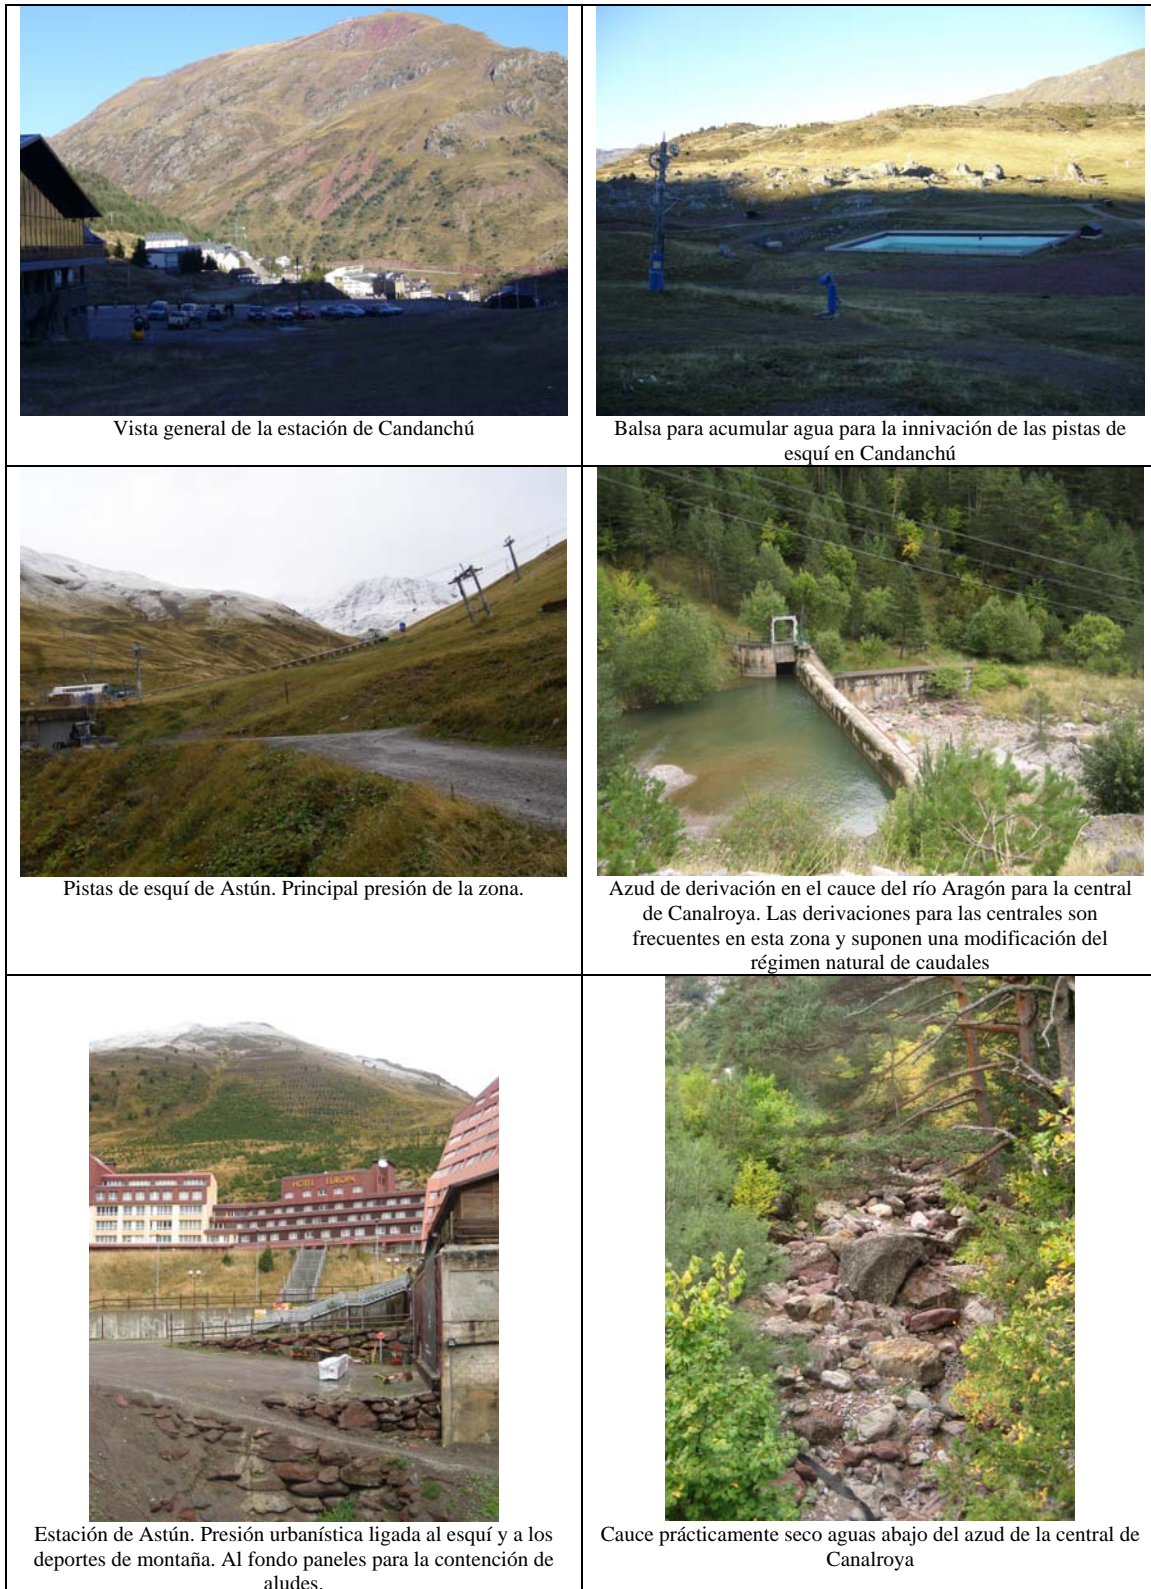 Vista general de la estación de Candanchú
Balsa para acumular agua para la innivación de las pistas de
esquí en Candanchú
Pistas de esquí de Astún. Principal presión de la zona.
Azud de derivación en el cauce del río Aragón para la central
de Canalroya. Las derivaciones para las centrales son
frecuentes en esta zona y suponen una modificación del
régimen natural de caudales
HOTEL EUROPA
Estación de Astún. Presión urbanística ligada al esquí y a los
deportes de montaña. Al fondo paneles para la contención de
aludes.
Cauce prácticamente seco aguas abajo del azud de la central de
Canalroya